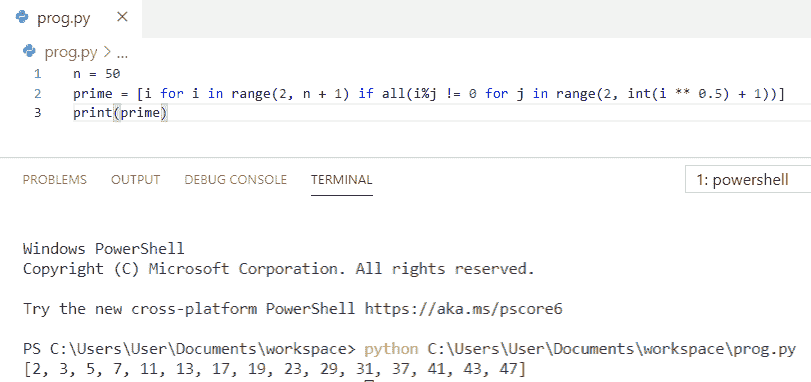 prog.py ×
prog.py > ...
1 n = 50
2 prime = [i for i in range(2, n + 1) if all(i%j != 0 for j in range(2, int(i ** 0.5) + 1))]
3 print(prime)
PROBLEMS OUTPUT DEBUG CONSOLE TERMINAL 1: powershell
Windows PowerShell
Copyright (C) Microsoft Corporation. All rights reserved.
Try the new cross-platform PowerShell https://aka.ms/pscore6
PS C:\Users\User\Documents\workspace> python C:\Users\User\Documents\workspace\prog.py
[2, 3, 5, 7, 11, 13, 17, 19, 23, 29, 31, 37, 41, 43, 47]